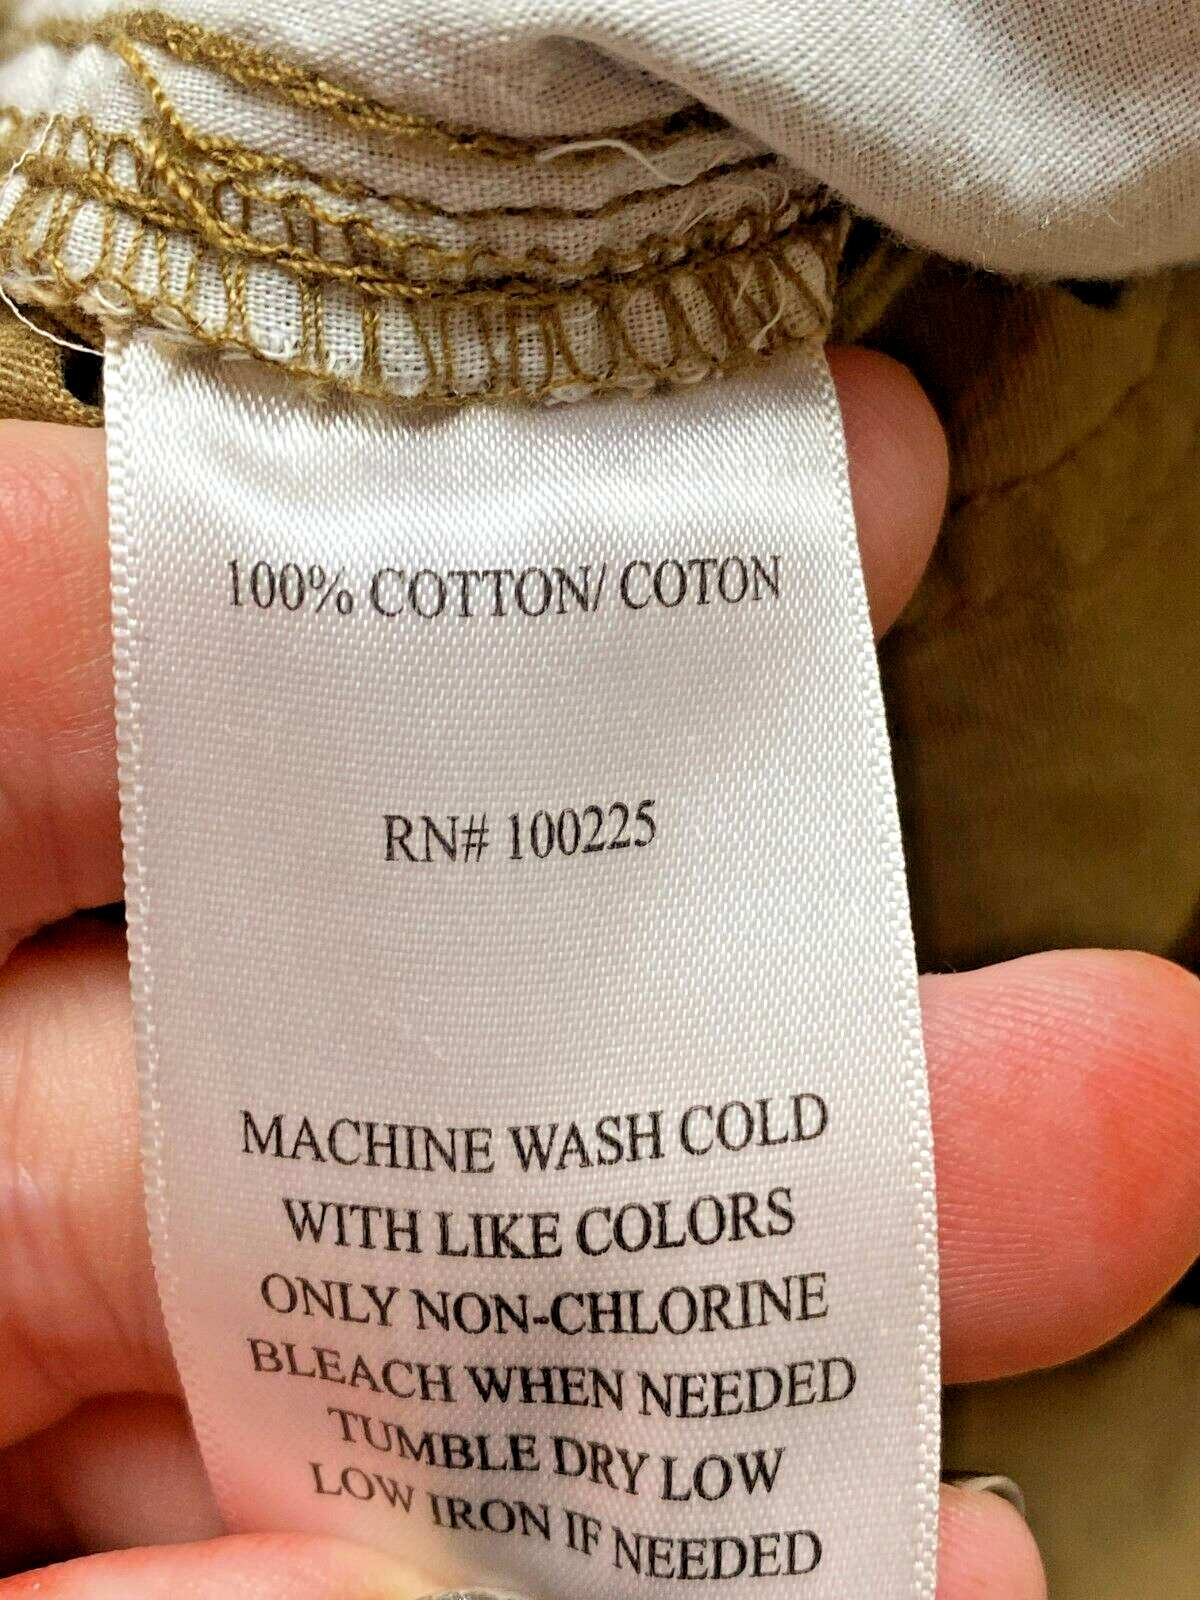 100% COTTON/ COTON
RN# 100225
MACHINE WASH COLD
WITH LIKE COLORS
ONLY NON-CHLORINE
BLEACH WHEN NEEDED
TUMBLE DRY LOW
LOW IRON IF NEEDED